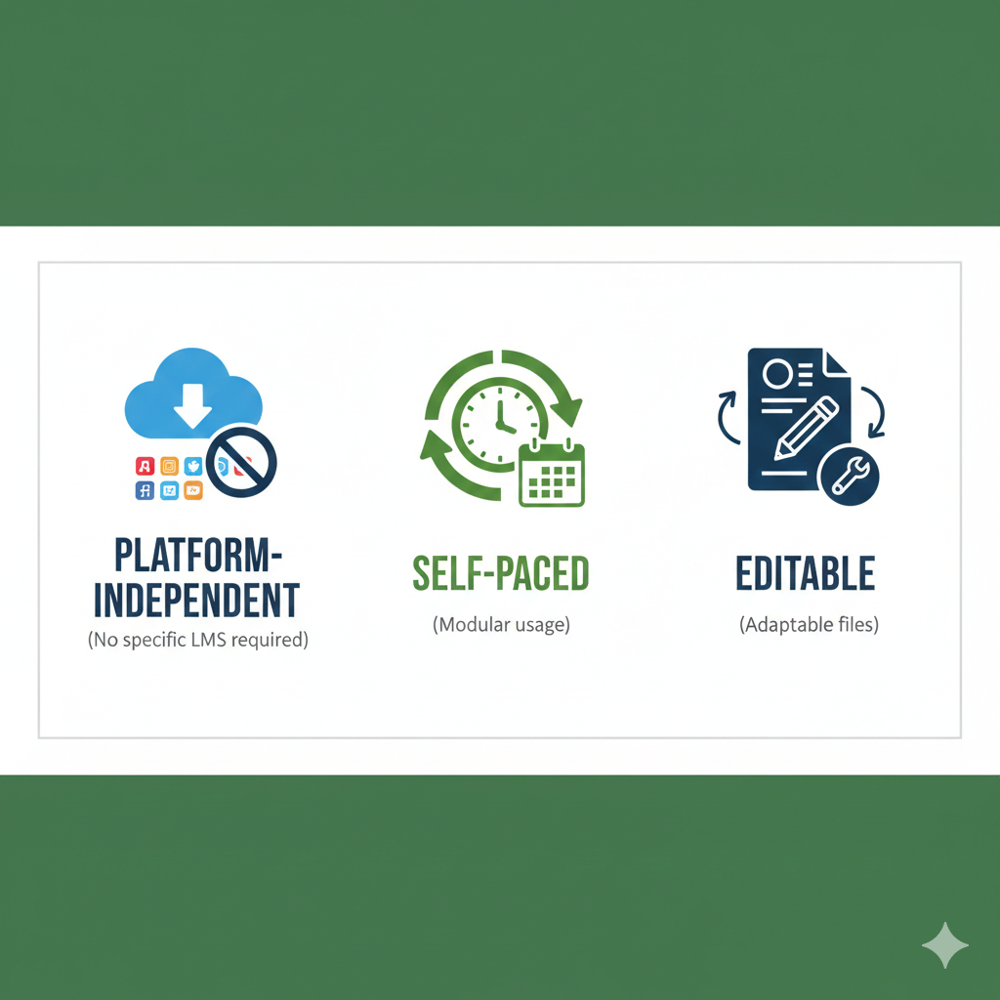 PLATFORM-
INDEPENDENT
(No specific LMS required)
SELF-PACED
(Modular usage)
EDITABLE
(Adaptable files)